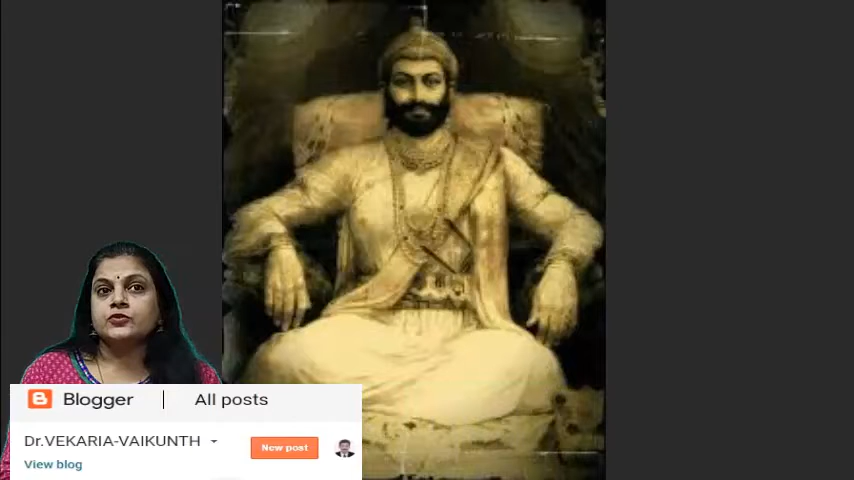 Blogger | All posts
Dr.VEKARIA-VAIKUNTH
New post
View blog